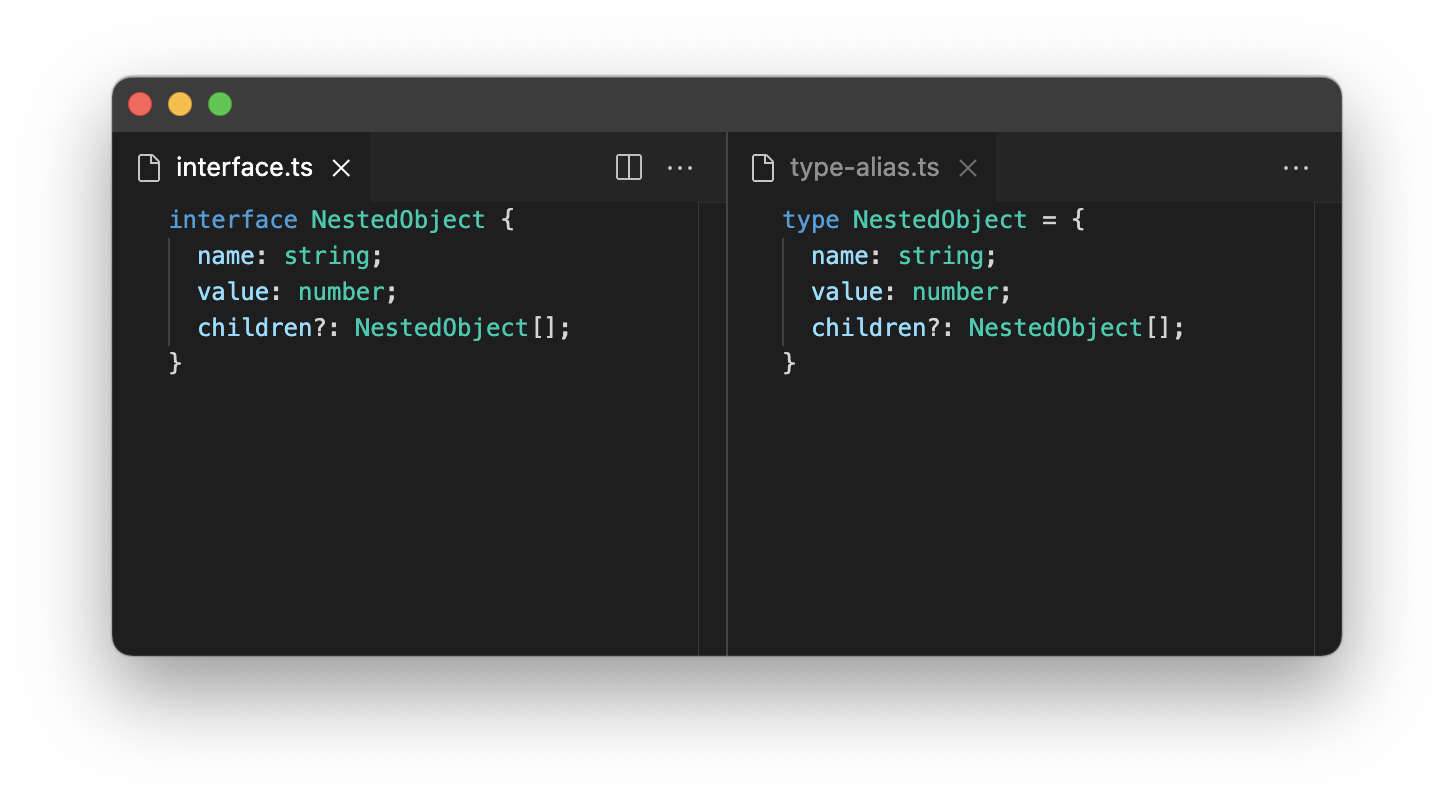 interface.ts
interface NestedObject {
  name: string;
  value: number;
  children?: NestedObject[];
}
type-alias.ts
type NestedObject = {
  name: string;
  value: number;
  children?: NestedObject[];
}